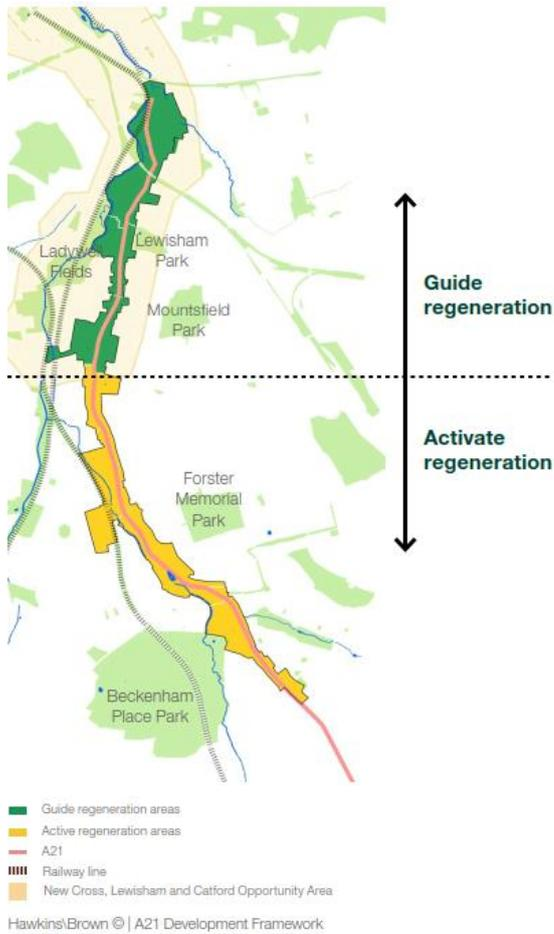 Ladywell
Fields
Lewisham
Park
Mountsfield
Park
Guide
regeneration
Activate
regeneration
Forster
Memorial
Park
Beckenham
Place Park
Guide regeneration areas
Active regeneration areas
A21
Railway line
New Cross, Lewisham and Catford Opportunity Area
Hawkins\Brown © | A21 Development Framework